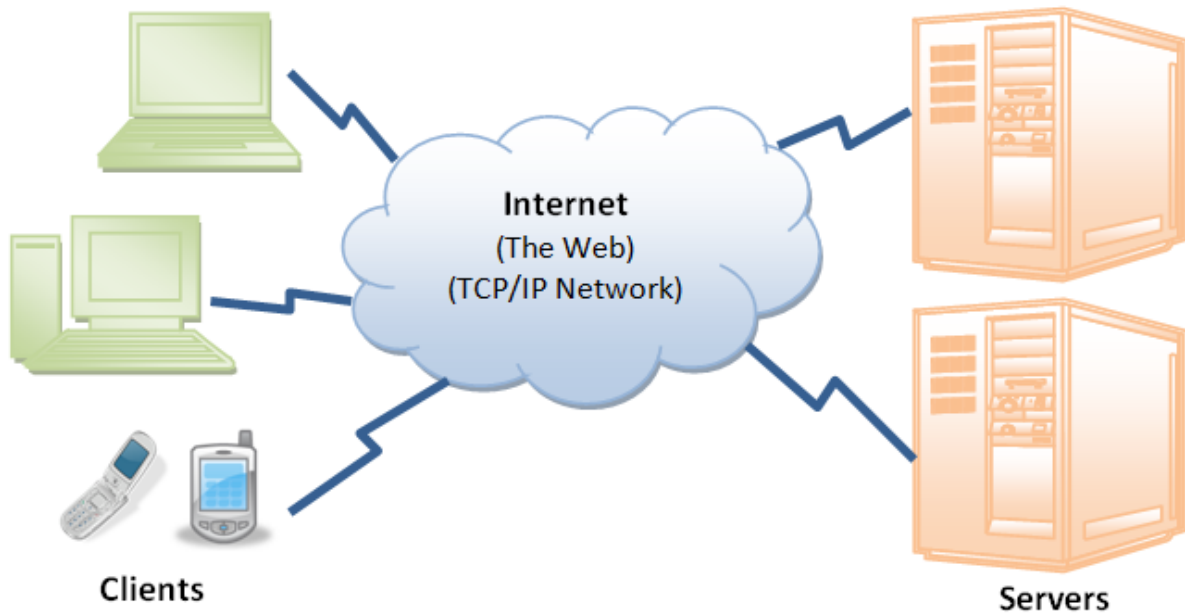 Internet
(The Web)
(TCP/IP Network)
Clients
Servers